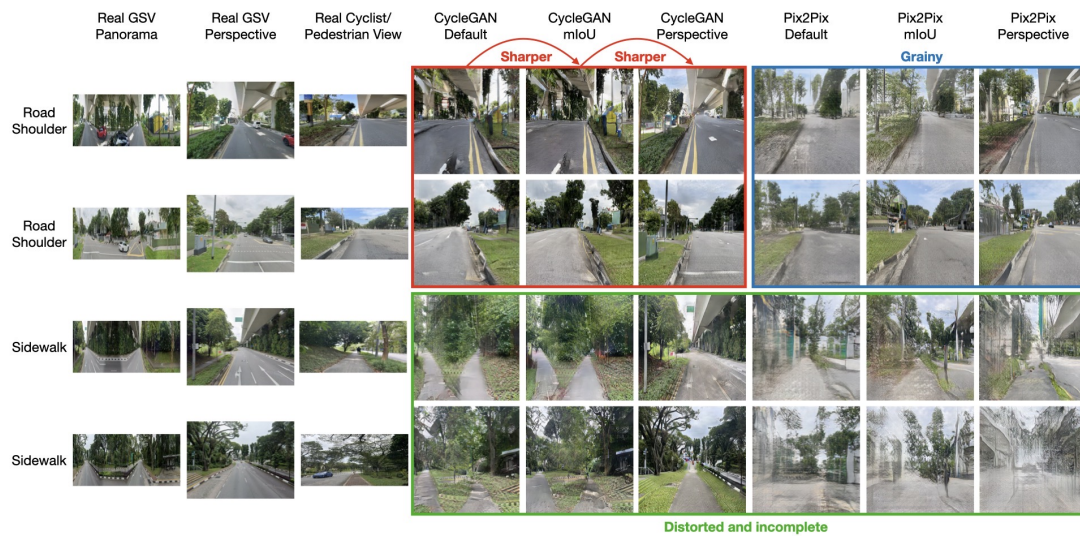 Real GSV
Panorama
Real GSV
Perspective
Real Cyclist/
Pedestrian View
CycleGAN
Default
CycleGAN
mIoU
CycleGAN
Perspective
Pix2Pix
Default
Pix2Pix
mIoU
Pix2Pix
Perspective
Sharper
Sharper
Grainy
Road
Shoulder
Road
Shoulder
Sidewalk
Sidewalk
Distorted and incomplete